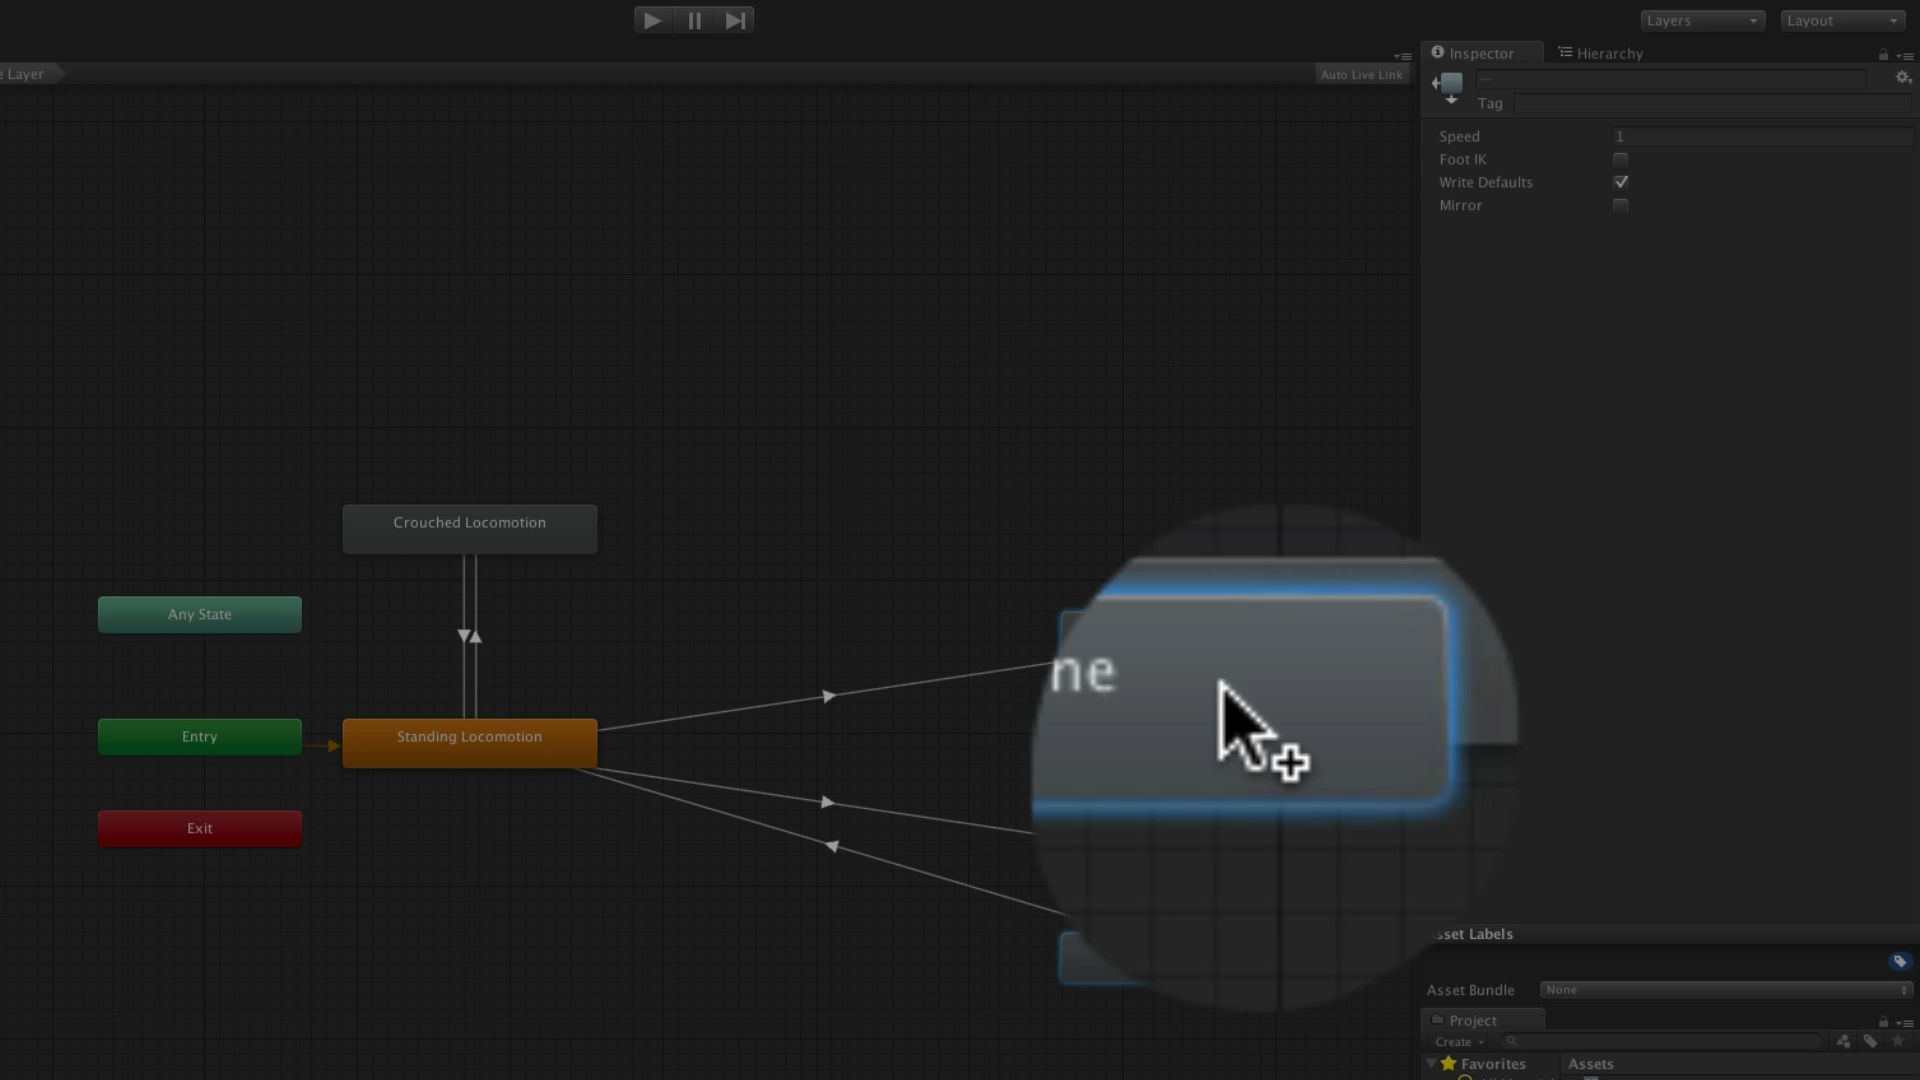 Layers
Layout
e Layer
Auto Live Link
Inspector
Hierarchy
—
Tag
Speed
1
Foot IK
Write Defaults
Mirror
Crouched Locomotion
Any State
ne
Entry
Standing Locomotion
Exit
sset Labels
Asset Bundle
None
Project
Create
Favorites
Assets